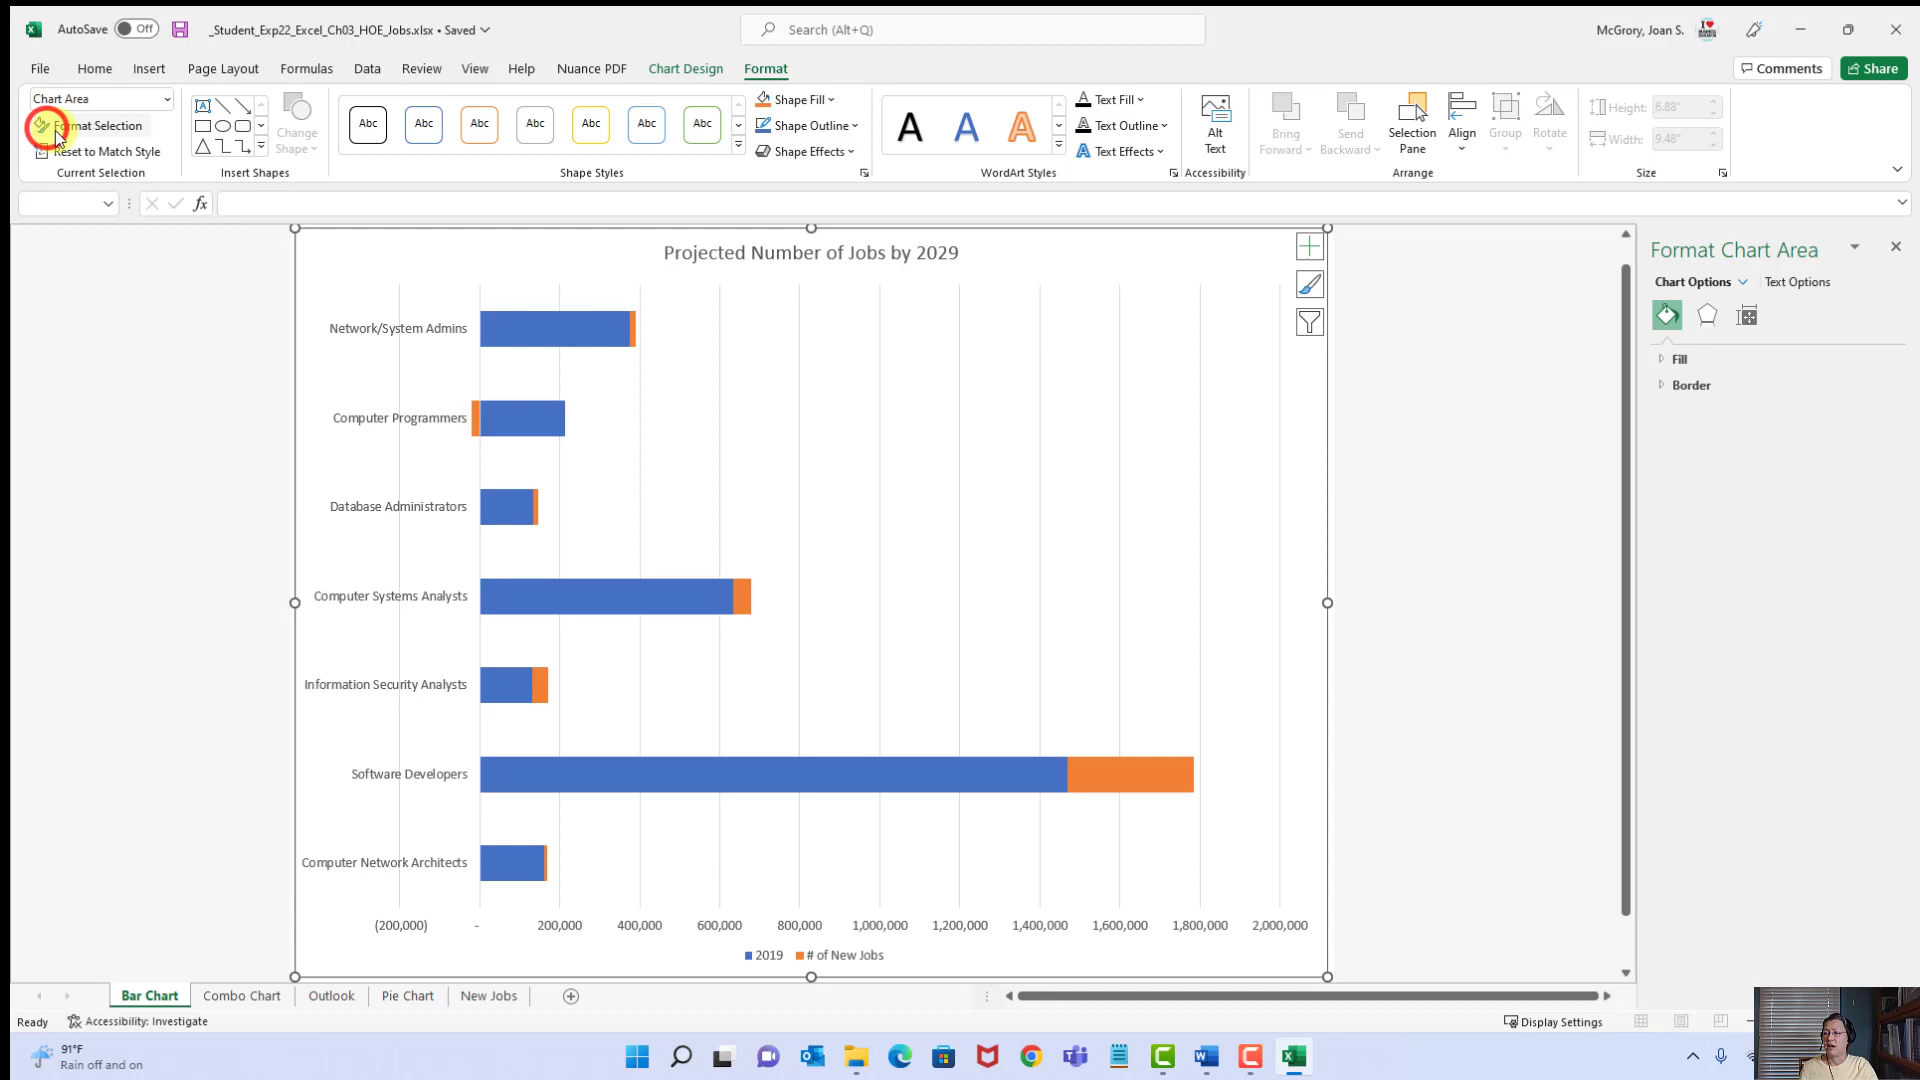 AutoSave Off _Student_Exp22_Excel_Ch03_HOE_Jobs.xlsx • Saved Search (Alt+Q) McGrory, Joan S.
File Home Insert Page Layout Formulas Data Review View Help Nuance PDF Chart Design Format Comments Share
Chart Area
Format Selection
Reset to Match Style
Current Selection
Change
Shape
Insert Shapes
Abc Abc Abc Abc Abc Abc Abc
Shape Fill
Shape Outline
Shape Effects
Shape Styles
A A A
Text Fill
Text Outline
Text Effects
WordArt Styles
Alt
Text
Accessibility
Bring
Forward
Send
Backward
Selection
Pane
Align
Group
Rotate
Arrange
Height: 6.88"
Width: 9.48"
Size
fx
Projected Number of Jobs by 2029
Network/System Admins
Computer Programmers
Database Administrators
Computer Systems Analysts
Information Security Analysts
Software Developers
Computer Network Architects
(200,000) - 200,000 400,000 600,000 800,000 1,000,000 1,200,000 1,400,000 1,600,000 1,800,000 2,000,000
2019 # of New Jobs
Format Chart Area
Chart Options Text Options
Fill
Border
Bar Chart Combo Chart Outlook Pie Chart New Jobs
Ready Accessibility: Investigate Display Settings
91°F
Rain off and on